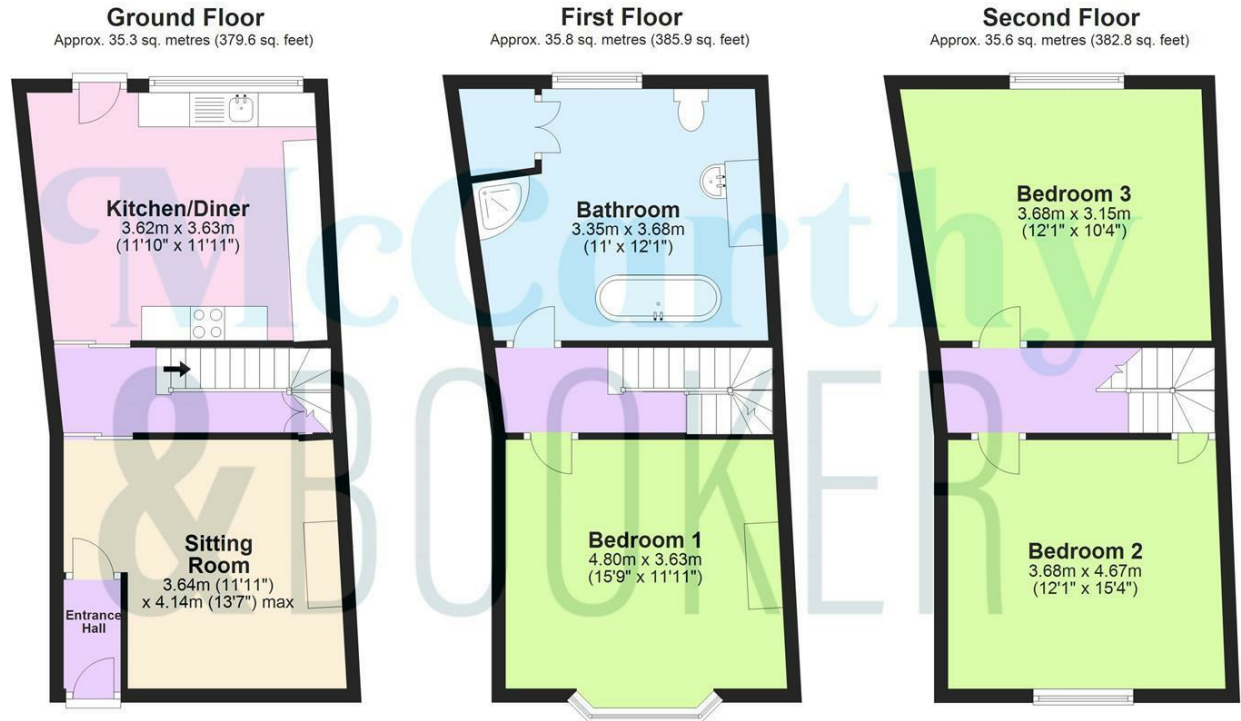 Ground Floor
Approx. 35.3 sq. metres (379.6 sq. feet)
Kitchen/Diner
3.62m x 3.63m
(11'10" x 11'11")
Sitting
Room
3.64m (11'11")
x 4.14m (13'7") max
Entrance
Hall
First Floor
Approx. 35.8 sq. metres (385.9 sq. feet)
Bathroom
3.35m x 3.68m
(11' x 12'1")
Bedroom 1
4.80m x 3.63m
(15'9" x 11'11")
Second Floor
Approx. 35.6 sq. metres (382.8 sq. feet)
Bedroom 3
3.68m x 3.15m
(12'1" x 10'4")
Bedroom 2
3.68m x 4.67m
(12'1" x 15'4")
McCarthy
&BOOKER